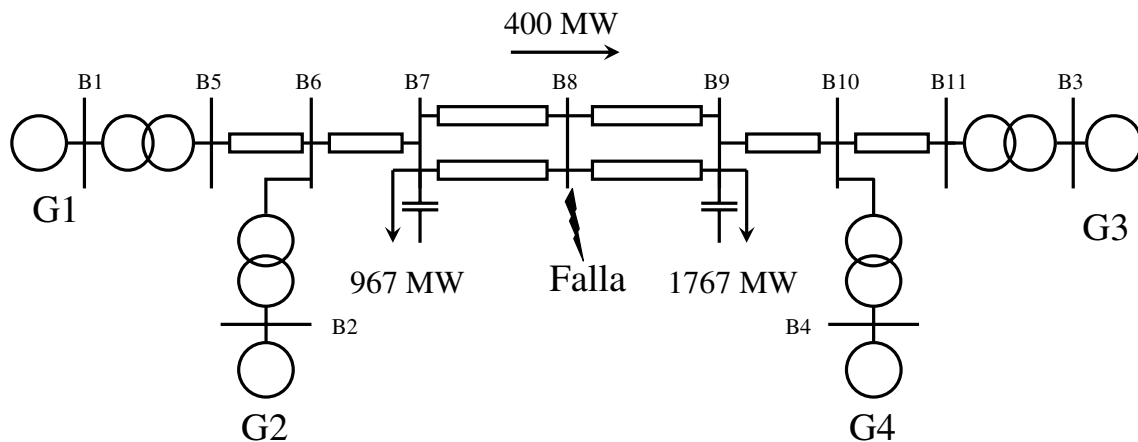 400 MW
B1
B5
B6
B7
B8
B9
B10
B11
B3
G1
G3
967 MW
Falla
1767 MW
B2
B4
G2
G4